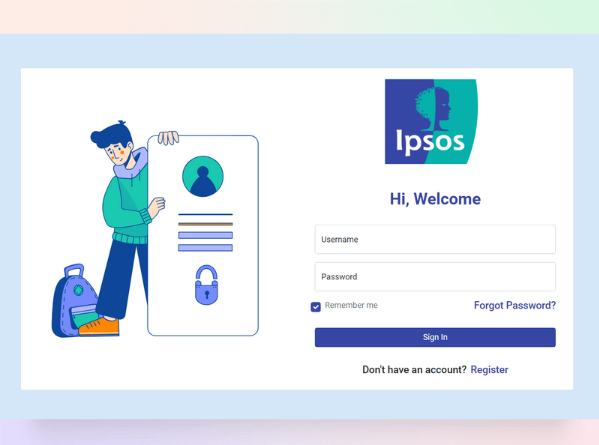 Ipsos
Hi, Welcome
Username
Password
Remember me
Forgot Password?
Sign In
Don't have an account? Register